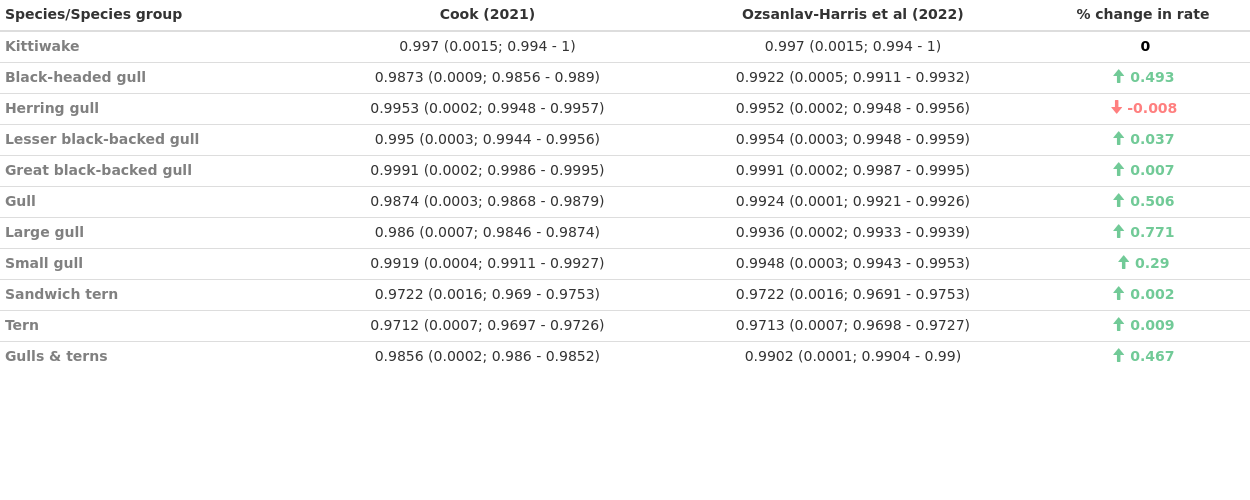 Species/Species group Cook (2021) Ozsanlav-Harris et al (2022) % change in rate
Kittiwake 0.997 (0.0015; 0.994 - 1) 0.997 (0.0015; 0.994 - 1) 0
Black-headed gull 0.9873 (0.0009; 0.9856 - 0.989) 0.9922 (0.0005; 0.9911 - 0.9932) 0.493
Herring gull 0.9953 (0.0002; 0.9948 - 0.9957) 0.9952 (0.0002; 0.9948 - 0.9956) -0.008
Lesser black-backed gull 0.995 (0.0003; 0.9944 - 0.9956) 0.9954 (0.0003; 0.9948 - 0.9959) 0.037
Great black-backed gull 0.9991 (0.0002; 0.9986 - 0.9995) 0.9991 (0.0002; 0.9987 - 0.9995) 0.007
Gull 0.9874 (0.0003; 0.9868 - 0.9879) 0.9924 (0.0001; 0.9921 - 0.9926) 0.506
Large gull 0.986 (0.0007; 0.9846 - 0.9874) 0.9936 (0.0002; 0.9933 - 0.9939) 0.771
Small gull 0.9919 (0.0004; 0.9911 - 0.9927) 0.9948 (0.0003; 0.9943 - 0.9953) 0.29
Sandwich tern 0.9722 (0.0016; 0.969 - 0.9753) 0.9722 (0.0016; 0.9691 - 0.9753) 0.002
Tern 0.9712 (0.0007; 0.9697 - 0.9726) 0.9713 (0.0007; 0.9698 - 0.9727) 0.009
Gulls & terns 0.9856 (0.0002; 0.986 - 0.9852) 0.9902 (0.0001; 0.9904 - 0.99) 0.467